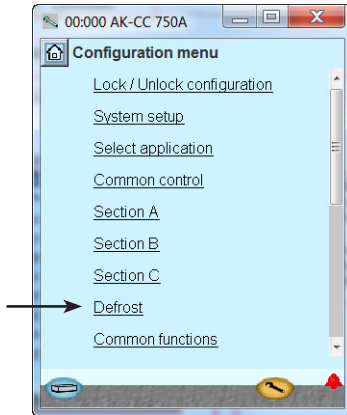 00:000 AK-CC 750A
Configuration menu
Lock / Unlock configuration
System setup
Select application
Common control
Section A
Section B
Section C
Defrost
Common functions